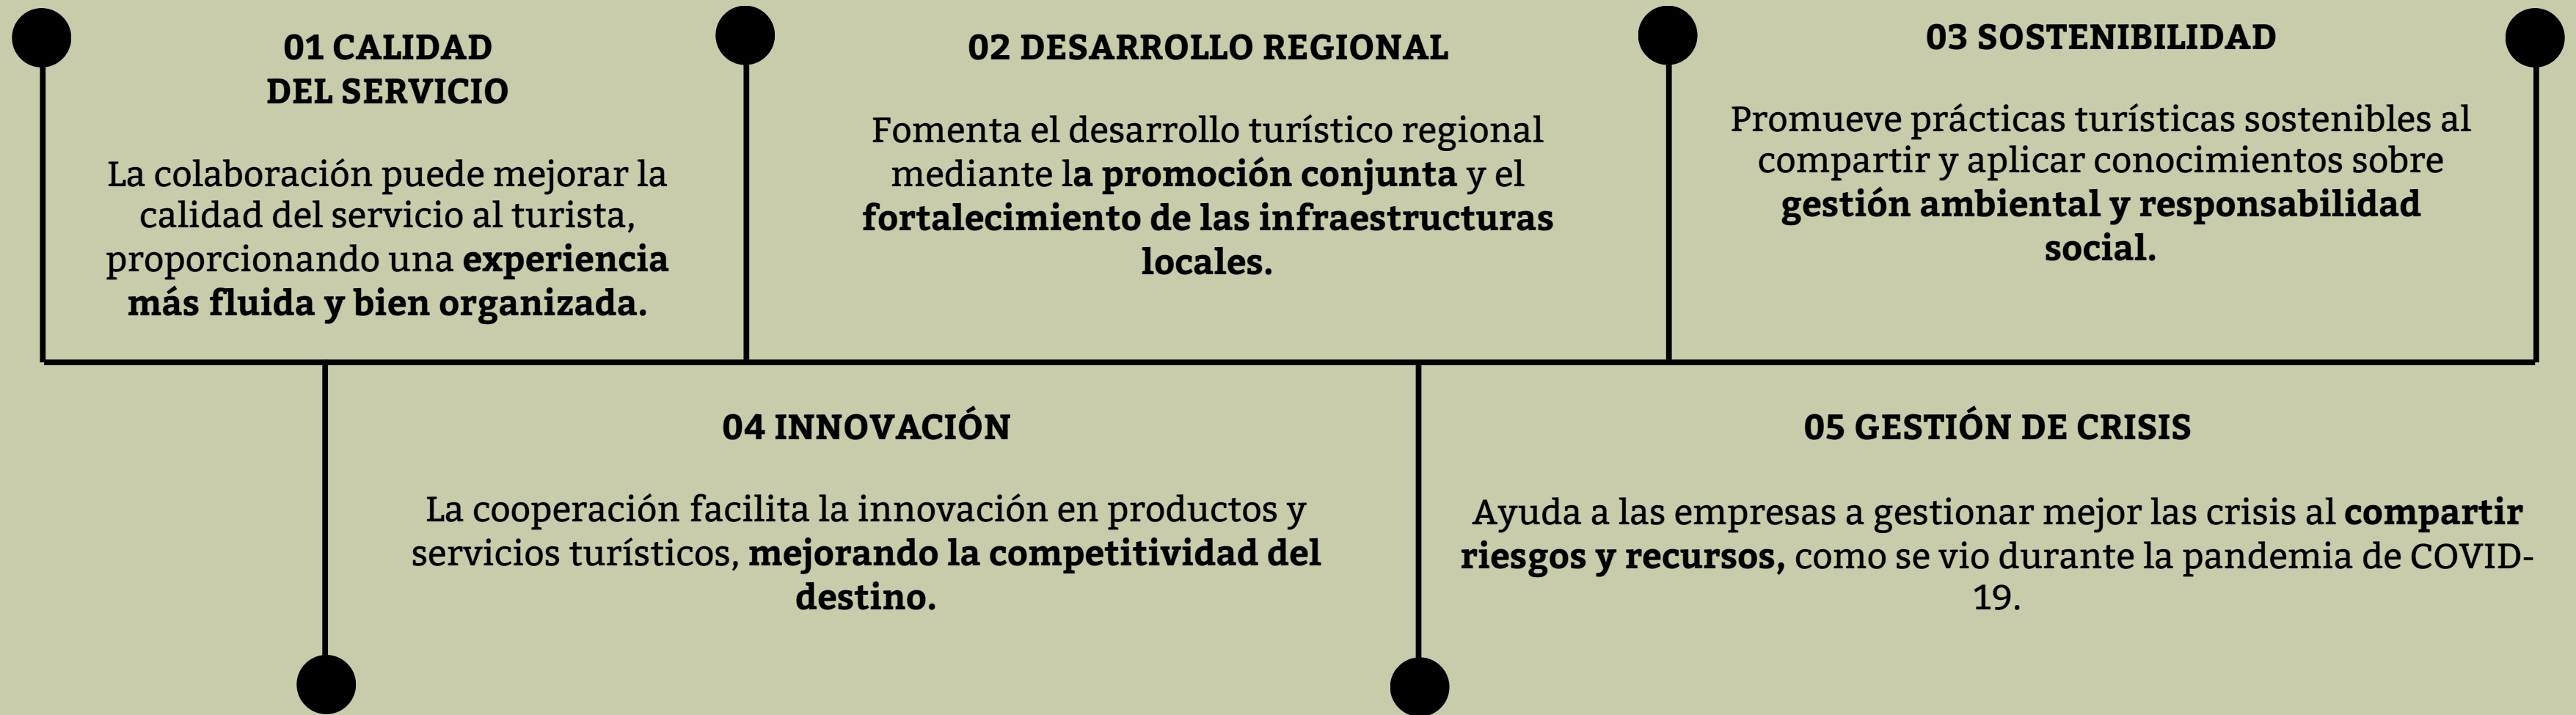 01 CALIDAD
DEL SERVICIO
La colaboración puede mejorar la
calidad del servicio al turista,
proporcionando una experiencia
más fluida y bien organizada.
02 DESARROLLO REGIONAL
Fomenta el desarrollo turístico regional
mediante la promoción conjunta y el
fortalecimiento de las infraestructuras
locales.
03 SOSTENIBILIDAD
Promueve prácticas turísticas sostenibles al
compartir y aplicar conocimientos sobre
gestión ambiental y responsabilidad
social.
04 INNOVACIÓN
La cooperación facilita la innovación en productos y
servicios turísticos, mejorando la competitividad del
destino.
05 GESTIÓN DE CRISIS
Ayuda a las empresas a gestionar mejor las crisis al compartir
riesgos y recursos, como se vio durante la pandemia de COVID-
19.